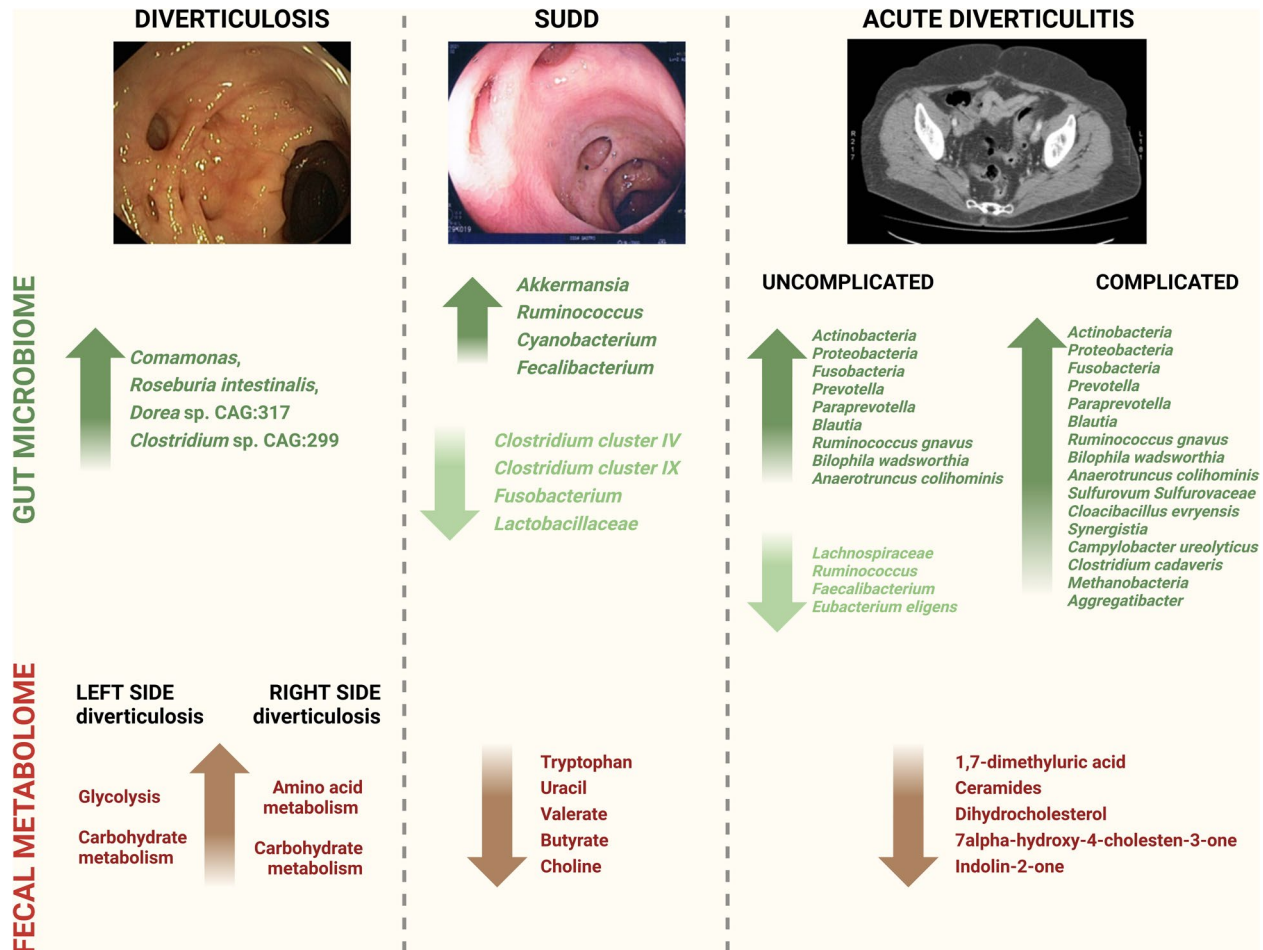 DIVERTICULOSIS
SUDD
ACUTE DIVERTICULITIS
R
217
L
181
29K019
GUT MICROBIOME
Comamonas,
Roseburia intestinalis,
Dorea sp. CAG:317
Clostridium sp. CAG:299
Akkermansia
Ruminococcus
Cyanobacterium
Fecalibacterium
Clostridium cluster IV
Clostridium cluster IX
Fusobacterium
Lactobacillaceae
UNCOMPLICATED
Actinobacteria
Proteobacteria
Fusobacteria
Prevotella
Paraprevotella
Blautia
Ruminococcus gnavus
Bilophila wadsworthia
Anaerotruncus colihominis
Lachnospiraceae
Ruminococcus
Faecalibacterium
Eubacterium eligens
COMPLICATED
Actinobacteria
Proteobacteria
Fusobacteria
Prevotella
Paraprevotella
Blautia
Ruminococcus gnavus
Bilophila wadsworthia
Anaerotruncus colihominis
Sulfurovum Sulfurovaceae
Cloacibacillus evryensis
Synergistia
Campylobacter ureolyticus
Clostridium cadaveris
Methanobacteria
Aggregatibacter
FECAL METABOLOME
LEFT SIDE
diverticulosis
Glycolysis
Carbohydrate
metabolism
RIGHT SIDE
diverticulosis
Amino acid
metabolism
Carbohydrate
metabolism
Tryptophan
Uracil
Valerate
Butyrate
Choline
1,7-dimethyluric acid
Ceramides
Dihydrocholesterol
7alpha-hydroxy-4-cholesten-3-one
Indolin-2-one